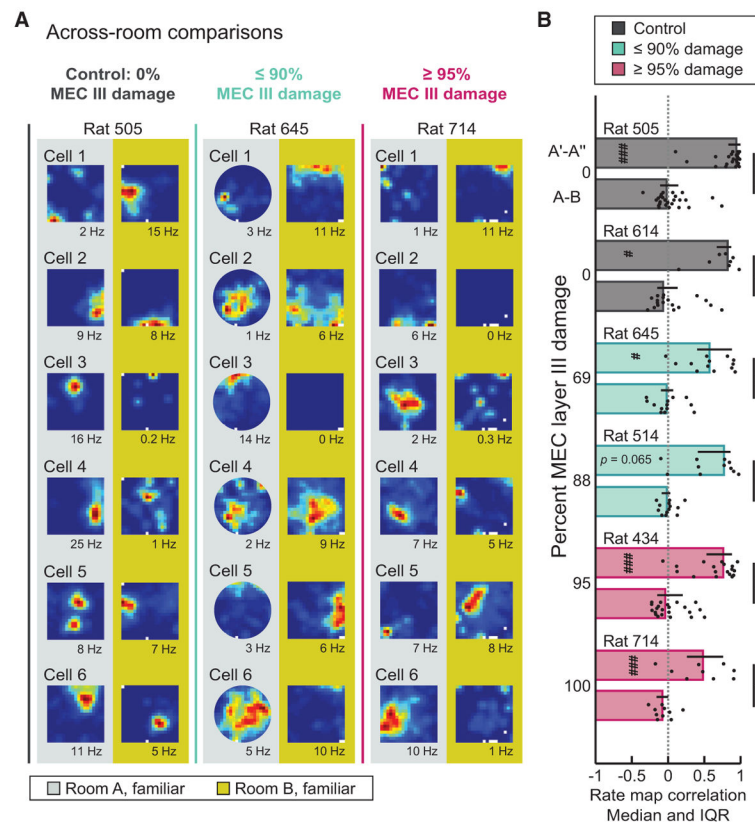 A
Across-room comparisons
Control: 0%
MEC III damage
≤ 90%
MEC III damage
≥ 95%
MEC III damage
Rat 505
Rat 645
Rat 714
Cell 1
Cell 1
Cell 1
2 Hz
15 Hz
3 Hz
11 Hz
1 Hz
11 Hz
Cell 2
Cell 2
Cell 2
9 Hz
8 Hz
1 Hz
6 Hz
6 Hz
0 Hz
Cell 3
Cell 3
Cell 3
16 Hz
0.2 Hz
14 Hz
0 Hz
2 Hz
0.3 Hz
Cell 4
Cell 4
Cell 4
25 Hz
1 Hz
2 Hz
9 Hz
7 Hz
5 Hz
Cell 5
Cell 5
Cell 5
8 Hz
7 Hz
3 Hz
6 Hz
7 Hz
8 Hz
Cell 6
Cell 6
Cell 6
11 Hz
5 Hz
5 Hz
10 Hz
10 Hz
1 Hz
Room A, familiar
Room B, familiar
B
Control
≤ 90% damage
≥ 95% damage
Percent MEC layer III damage
Rat 505
A'-A"
###
0
A-B
Rat 614
#
0
Rat 645
#
69
Rat 514
p = 0.065
88
Rat 434
###
95
Rat 714
###
100
-1 -0.5 0 0.5 1
Rate map correlation
Median and IQR